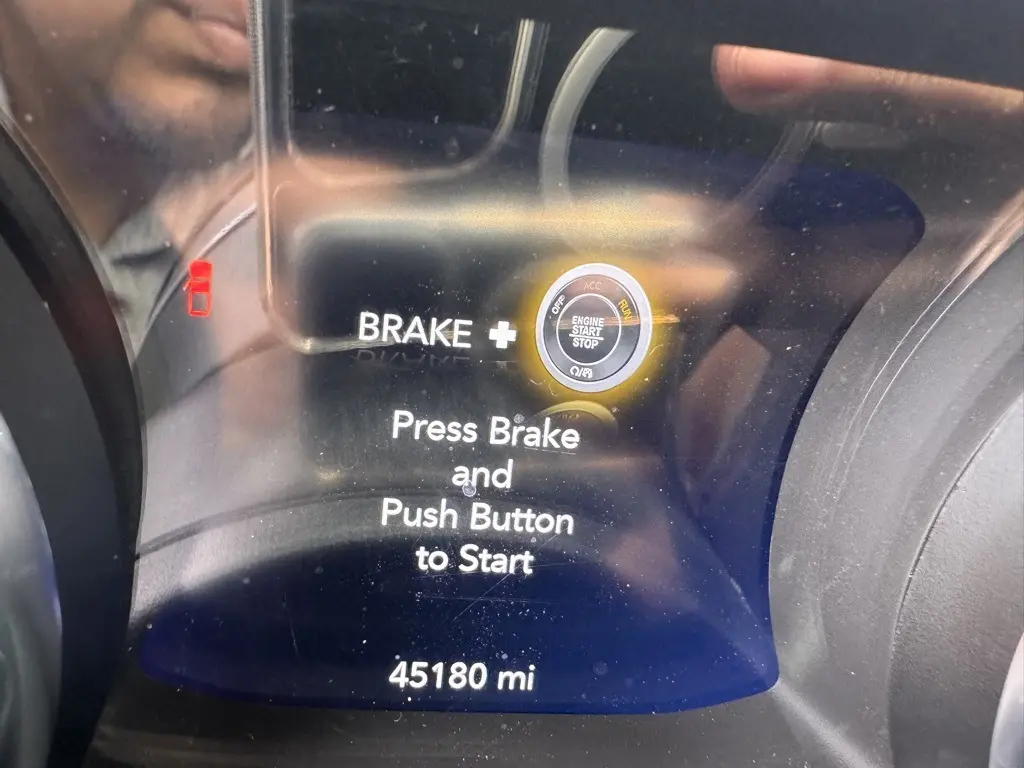 BRAKE +
OFF ACC RUN
ENGINE
START
STOP
Press Brake
and
Push Button
to Start
45180 mi